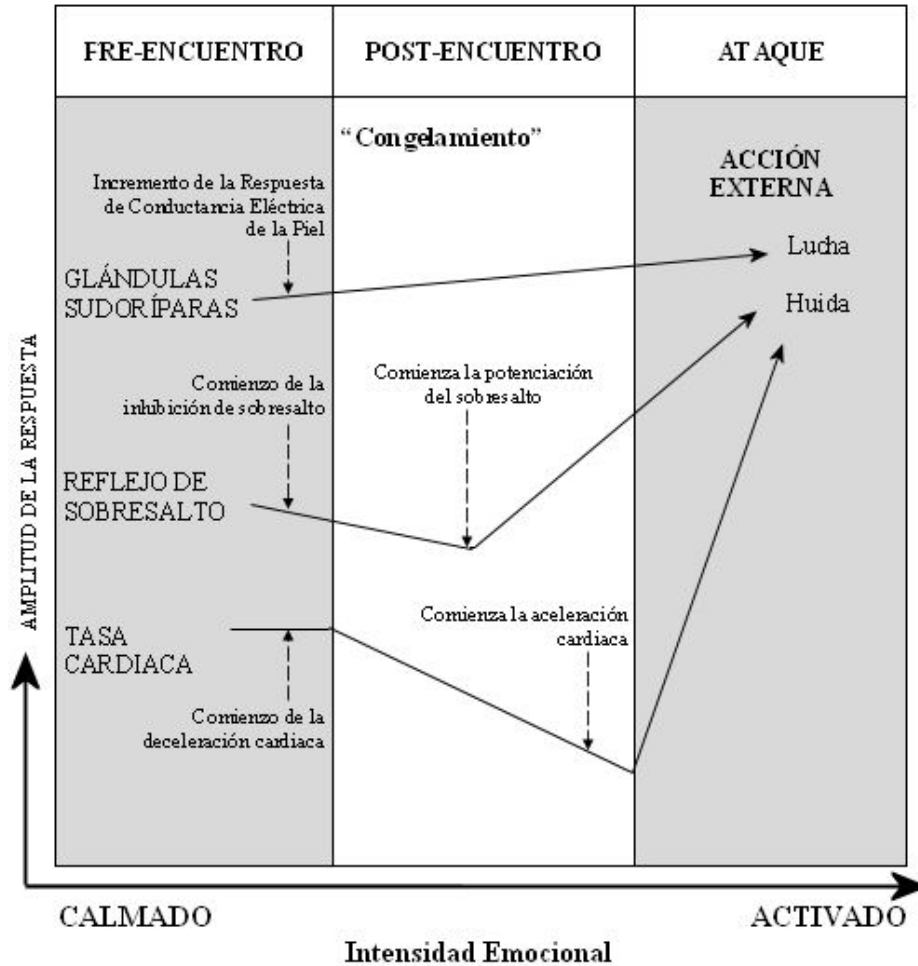 FRE-ENCUENTRO
POST-ENCUENTRO
ATAQUE
“Congelamiento”
ACCIÓN
EXTERNA
Incremento de la Respuesta
de Conductancia Eléctrica
de la Piel
Lucha
GLÁNDULAS
SUDORÍPARAS
Huida
Comienzo de la
inhibición de sobresalto
Comienza la potenciación
del sobresalto
REFLEJO DE
SOBRESALTO
Comienza la aceleración
cardiaca
TASA
CARDIACA
Comienzo de la
deceleración cardiaca
AMPLITUD DE LA RESPUESTA
CALMADO
ACTIVADO
Intensidad Emocional